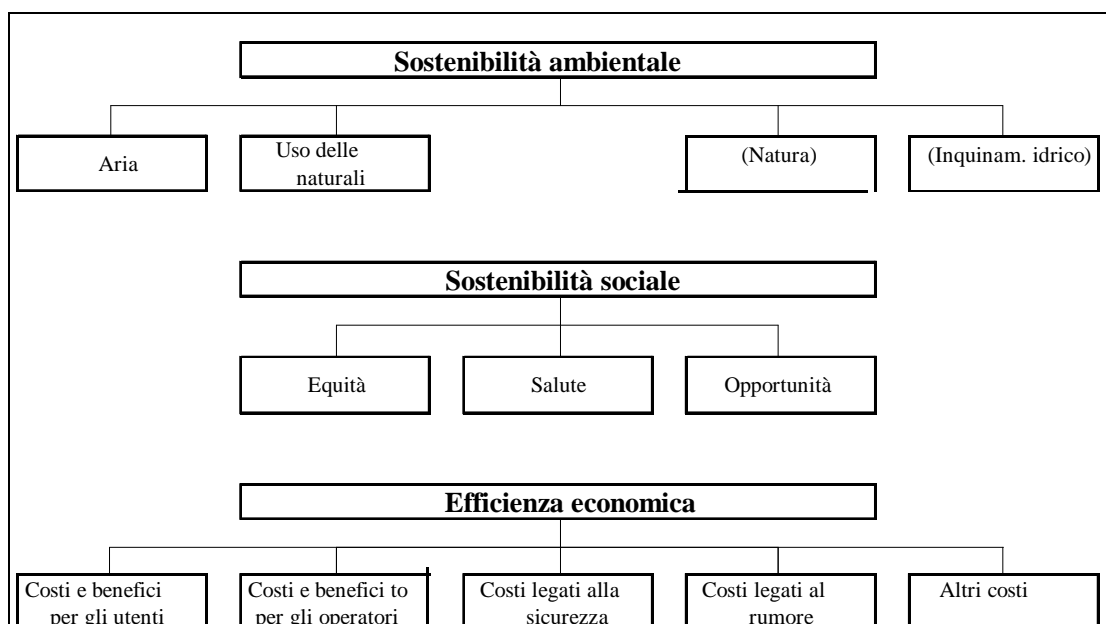 Sostenibilità ambientale
Aria
Uso delle
naturali
(Natura)
(Inquinam. idrico)
Sostenibilità sociale
Equità
Salute
Opportunità
Efficienza economica
Costi e benefici
per gli utenti
Costi e benefici to
per gli operatori
Costi legati alla
sicurezza
Costi legati al
rumore
Altri costi